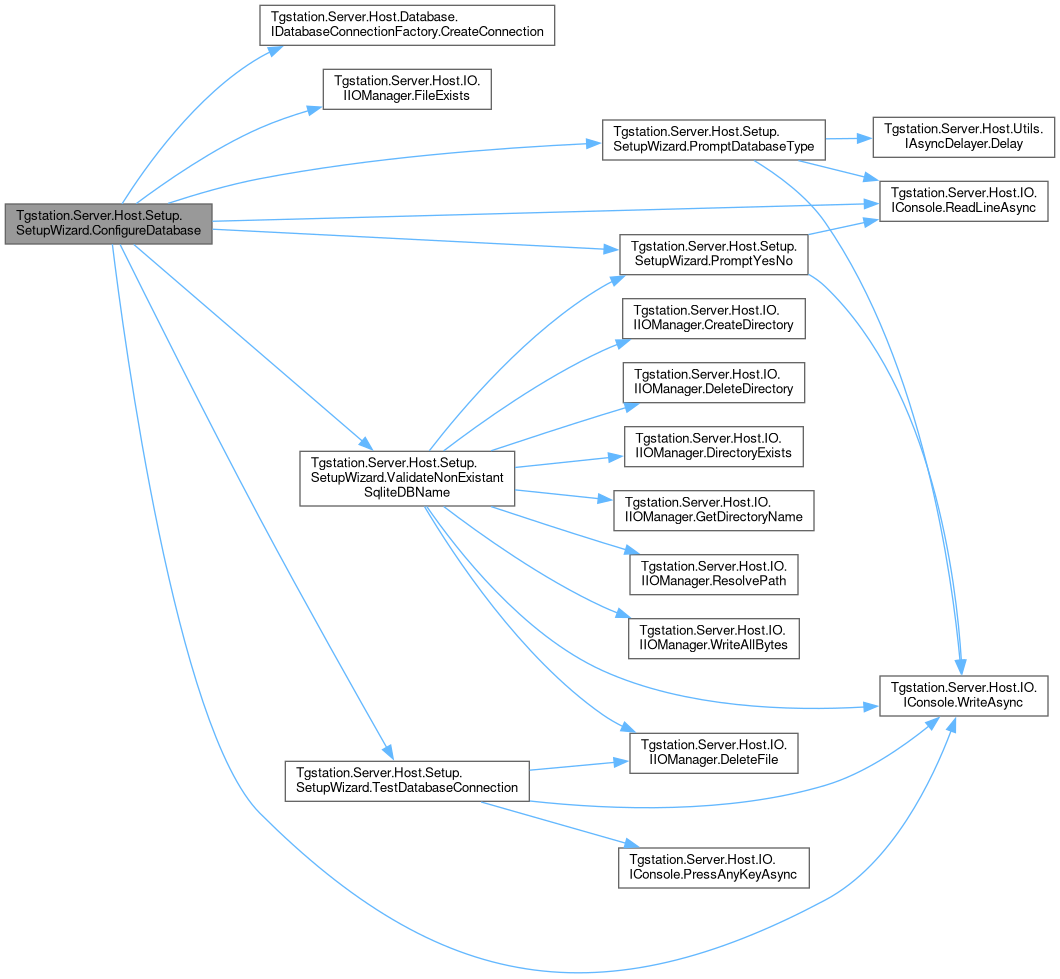 Tgstation.Server.Host.Database.
IDatabaseConnectionFactory.CreateConnection
Tgstation.Server.Host.IO.
IIOManager.FileExists
Tgstation.Server.Host.Setup.
SetupWizard.PromptDatabaseType
Tgstation.Server.Host.Utils.
IAsyncDelayer.Delay
Tgstation.Server.Host.IO.
IConsole.ReadLineAsync
Tgstation.Server.Host.Setup.
SetupWizard.ConfigureDatabase
Tgstation.Server.Host.Setup.
SetupWizard.PromptYesNo
Tgstation.Server.Host.IO.
IIOManager.CreateDirectory
Tgstation.Server.Host.IO.
IIOManager.DeleteDirectory
Tgstation.Server.Host.IO.
IIOManager.DirectoryExists
Tgstation.Server.Host.Setup.
SetupWizard.ValidateNonExistant
SqliteDBName
Tgstation.Server.Host.IO.
IIOManager.GetDirectoryName
Tgstation.Server.Host.IO.
IIOManager.ResolvePath
Tgstation.Server.Host.IO.
IIOManager.WriteAllBytes
Tgstation.Server.Host.IO.
IConsole.WriteAsync
Tgstation.Server.Host.IO.
IIOManager.DeleteFile
Tgstation.Server.Host.Setup.
SetupWizard.TestDatabaseConnection
Tgstation.Server.Host.IO.
IConsole.PressAnyKeyAsync